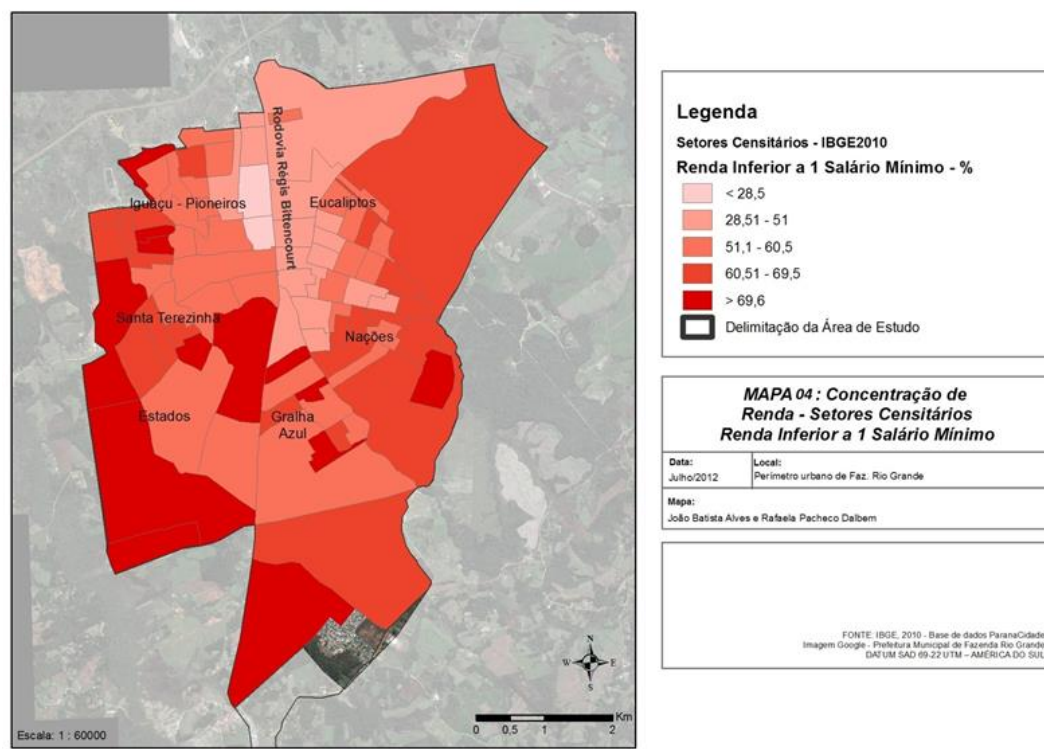 Rodovia Régis Bittencourt
Iguaçu - Pioneiros
Eucaliptos
Santa Terezinha
Nações
Estados
Gralha
Azul
N
W E
S
Km
0 0,5 1 2
Escala: 1 : 60000
Legenda
Setores Censitários - IBGE2010
Renda Inferior a 1 Salário Mínimo - %
< 28,5
28,51 - 51
51,1 - 60,5
60,51 - 69,5
> 69,6
Delimitação da Área de Estudo
MAPA 04 : Concentração de
Renda - Setores Censitários
Renda Inferior a 1 Salário Mínimo
Data:
Julho/2012
Local:
Perímetro urbano de Faz. Rio Grande
Mapa:
João Batista Alves e Rafaela Pacheco Dalbem
FONTE: IBGE, 2010 - Base de dados ParanaCidade
Imagem Google - Prefeitura Municipal de Fazenda Rio Grande
DATUM SAD 69-22 UTM – AMÉRICA DO SUL